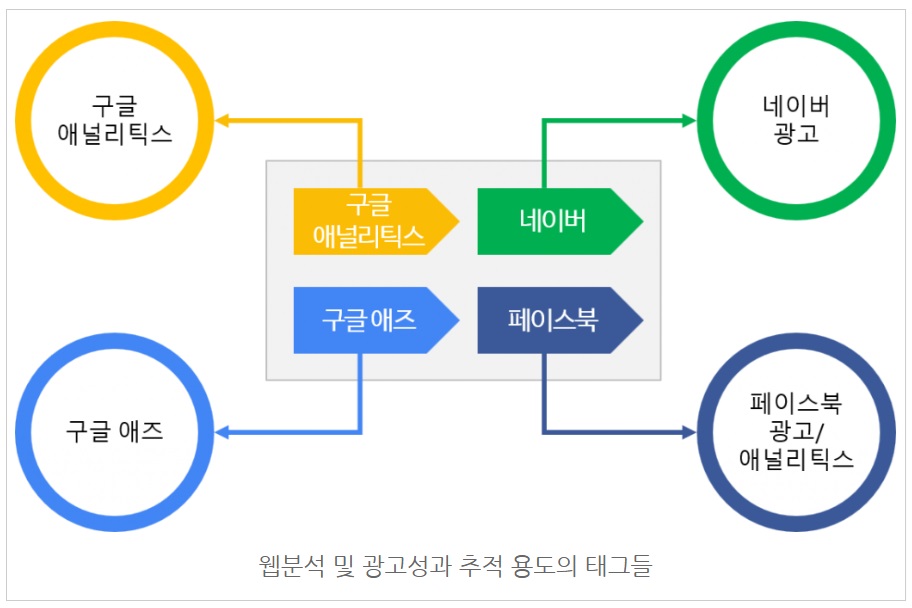 구글
애널리틱스
네이버
광고
구글
애널리틱스
네이버
구글 애즈
페이스북
구글 애즈
페이스북
광고/
애널리틱스
웹분석 및 광고성과 추적 용도의 태그들